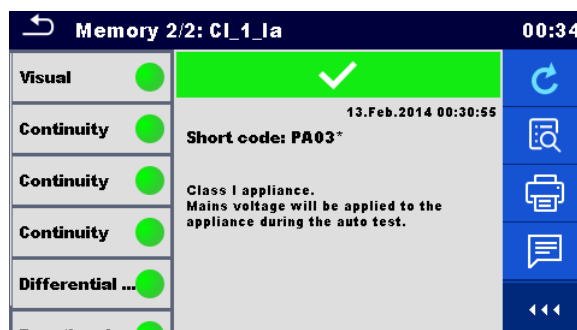 Memory 2/2: Cl_1_Ia
00:34
Visual
Continuity
Continuity
Continuity
Differential ...
13.Feb.2014 00:30:55
Short code: PA03*
Class I appliance.
Mains voltage will be applied to the
appliance during the auto test.